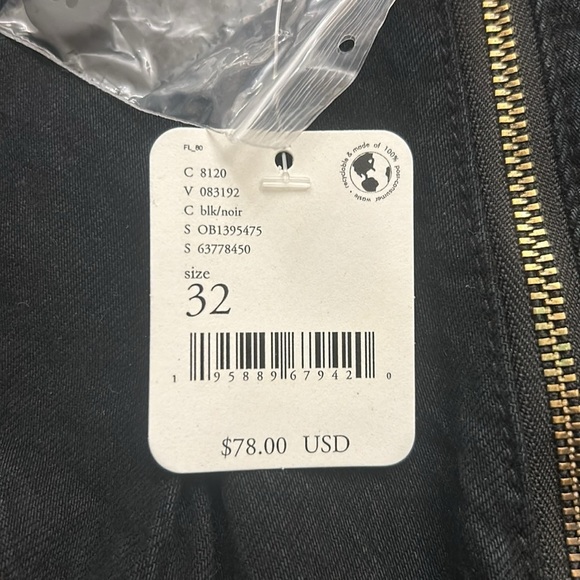 FL_80
recyclable & made of 100% post-consumer waste
C 8120
V 083192
C blk/noir
S OB1395475
S 63778450
size
32
1 95889 67942 0
$78.00 USD